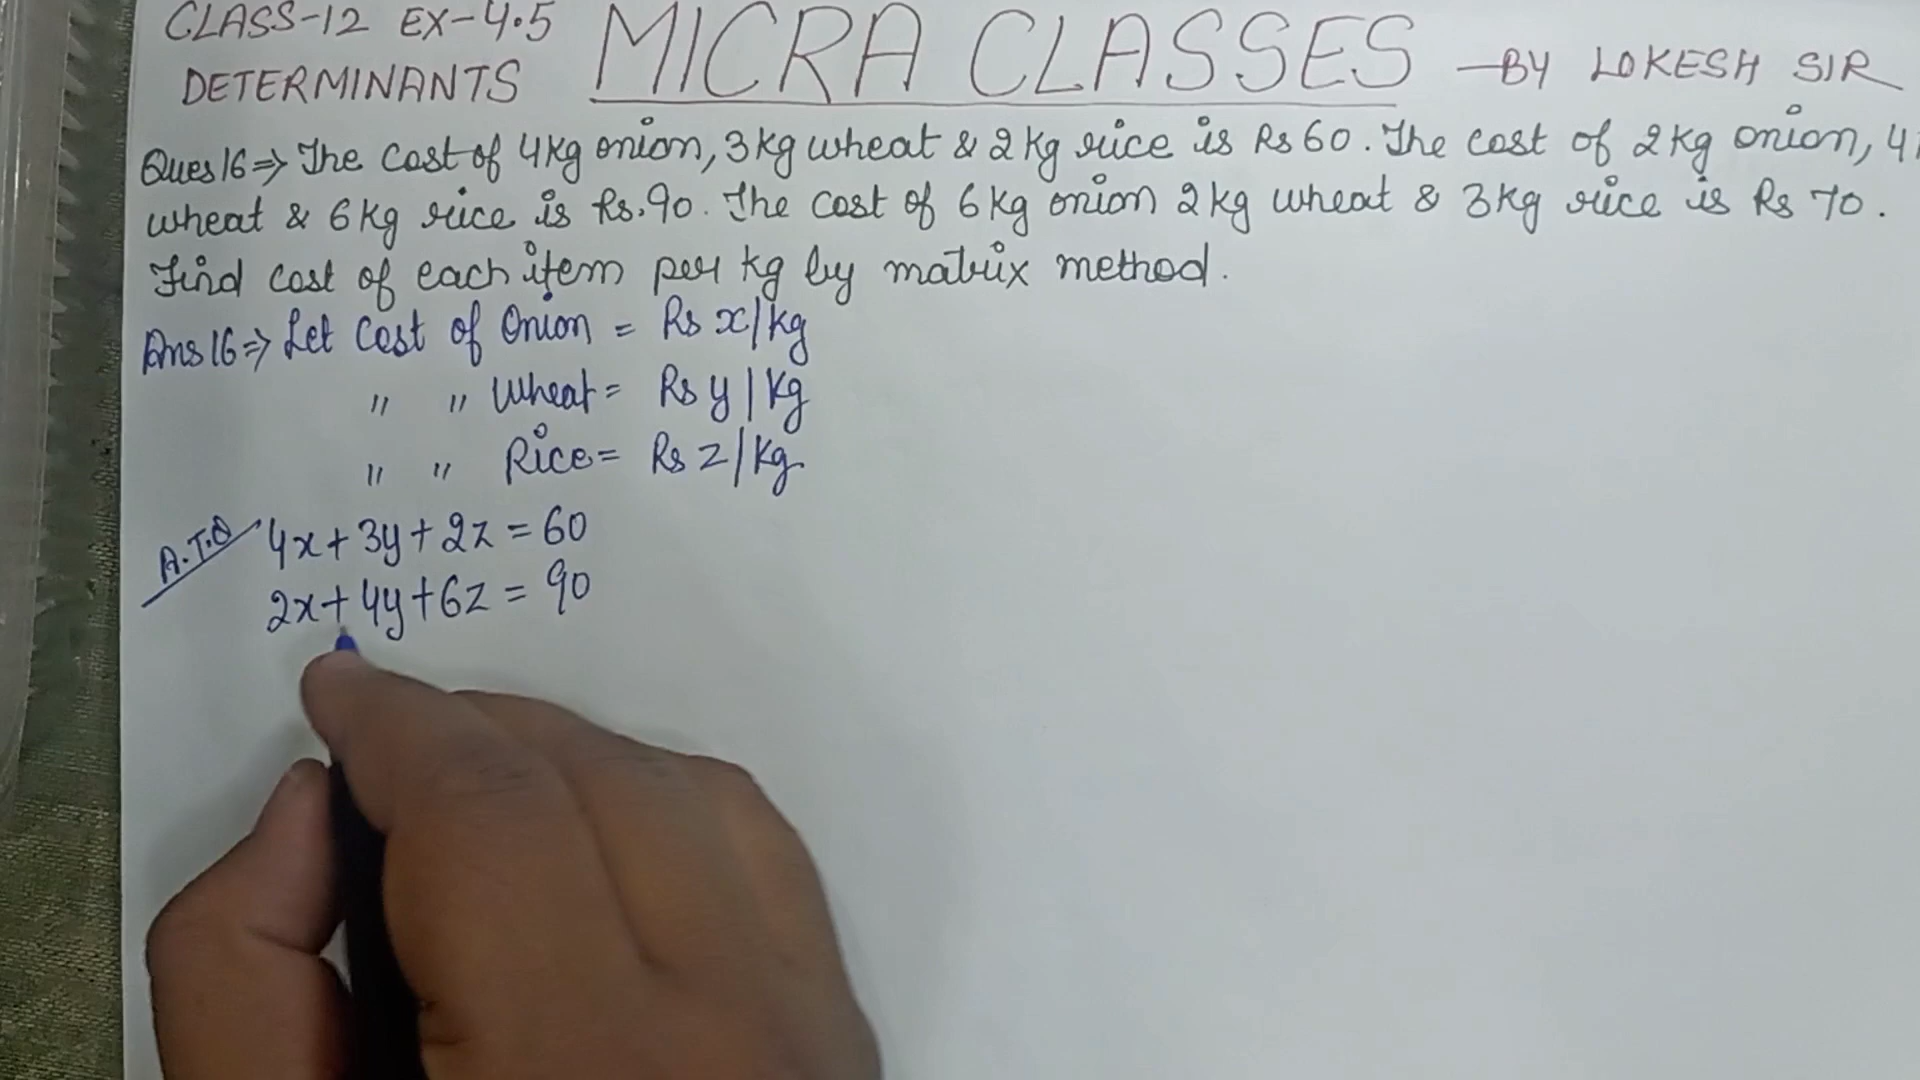 CLASS-12 EX-4.5
DETERMINANTS
MICRA CLASSES
-BY LOKESH SIR
Ques 16⇒ The cost of 4kg onion, 3kg wheat & 2kg rice is Rs 60. The cost of 2kg onion, 4
wheat & 6kg rice is Rs. 90. The cost of 6kg onion 2kg wheat & 3kg rice is Rs 70.
Find cost of each item per kg by matrix method.
Ans 16⇒ Let Cost of Onion = Rs x/kg
" " Wheat = Rs y/kg
" " Rice = Rs z/kg
A.T.Q 4x+3y+2z = 60
2x+4y+6z = 90